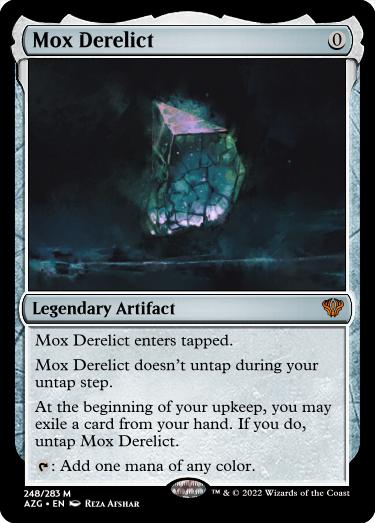 Mox Derelict 0
Legendary Artifact
Mox Derelict enters tapped.
Mox Derelict doesn't untap during your
untap step.
At the beginning of your upkeep, you may
exile a card from your hand. If you do,
untap Mox Derelict.
: Add one mana of any color.
248/283 M
AZG • EN Reza Afshar
™ & © 2022 Wizards of the Coast